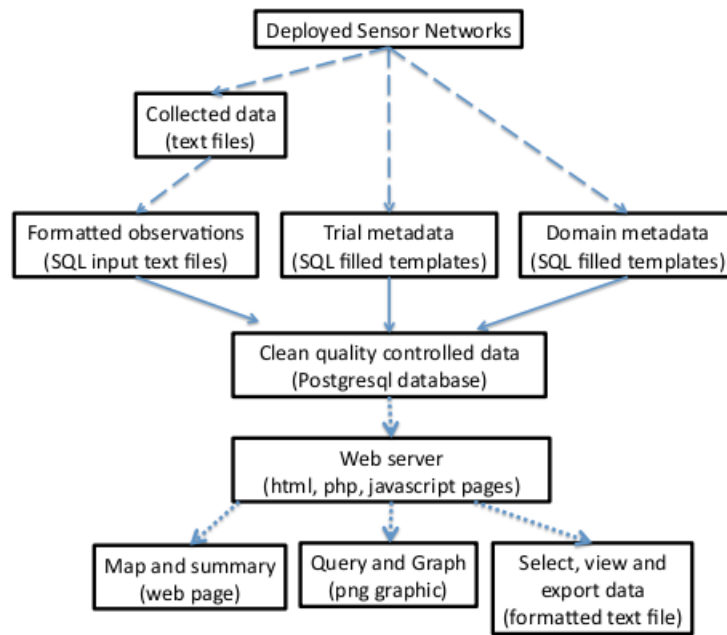 Deployed Sensor Networks
Collected data
(text files)
Formatted observations
(SQL input text files)
Trial metadata
(SQL filled templates)
Domain metadata
(SQL filled templates)
Clean quality controlled data
(Postgresql database)
Web server
(html, php, javascript pages)
Map and summary
(web page)
Query and Graph
(png graphic)
Select, view and
export data
(formatted text file)